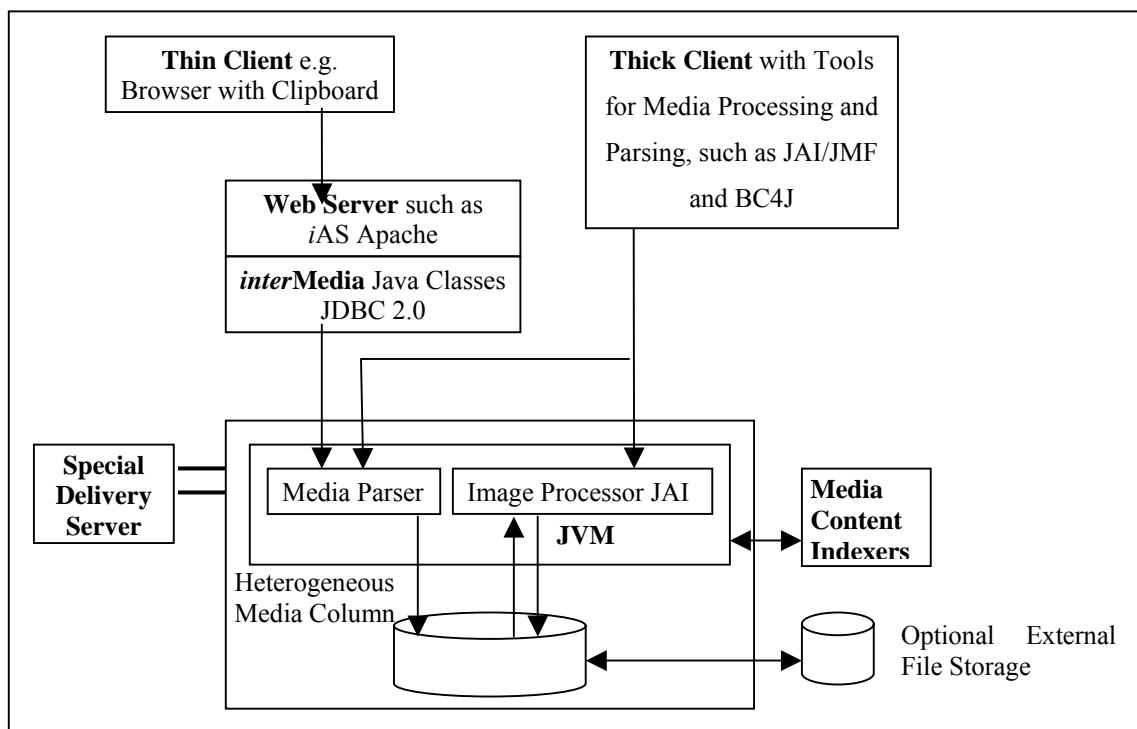 Thin Client e.g.
Browser with Clipboard
Thick Client with Tools
for Media Processing and
Parsing, such as JAI/JMF
and BC4J
Web Server such as
iAS Apache
interMedia Java Classes
JDBC 2.0
Special
Delivery
Server
Media Parser
Image Processor JAI
JVM
Media
Content
Indexers
Heterogeneous
Media Column
Optional External
File Storage